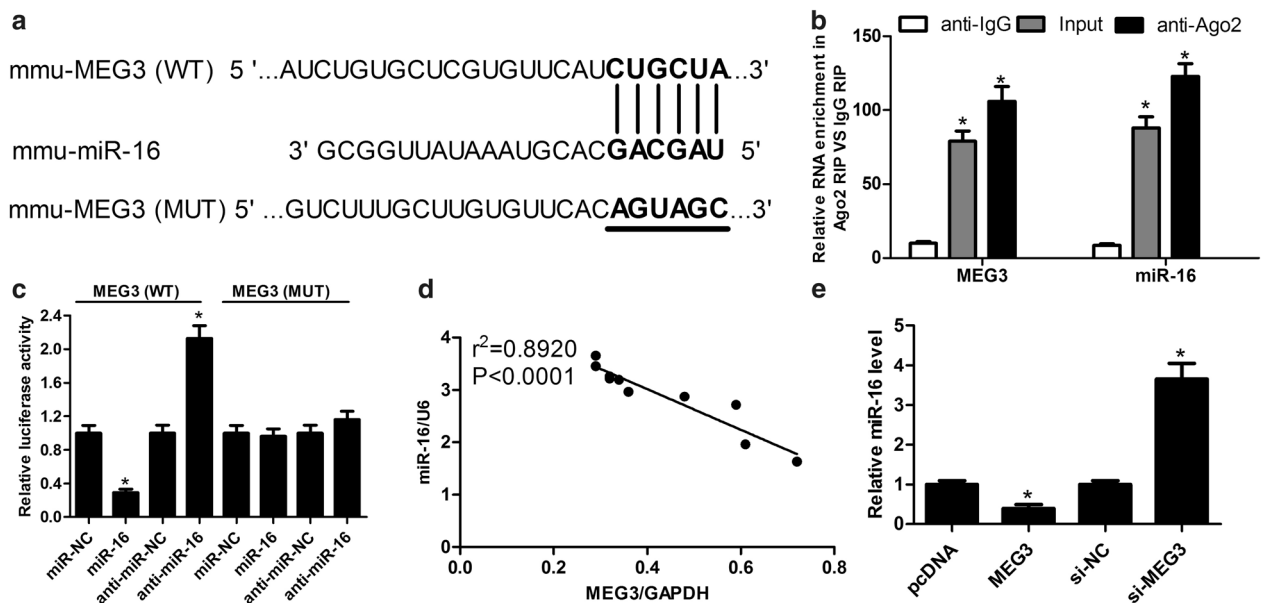 a
mmu-MEG3 (WT) 5 '...AUCUGUGCUCGUGUUCAUCUGCUA...3'
mmu-miR-16 3' GCGGUUAUAAAUGCACGACGAU 5'
mmu-MEG3 (MUT) 5' ...GUCUUUGCUUGUGUUCACAGUAGC...3'
b
anti-IgG Input anti-Ago2
Relative RNA enrichment in
Ago2 RIP VS IgG RIP
150
100
50
0
MEG3 miR-16
* * * *
c
MEG3 (WT) MEG3 (MUT)
Relative luciferase activity
2.4
2.0
1.6
1.2
0.8
0.4
0.0
* *
miR-NC miR-16 anti-miR-NC anti-miR-16 miR-NC miR-16 anti-miR-NC anti-miR-16
d
r²=0.8920
P<0.0001
miR-16/U6
4
3
2
1
0
0.0 0.2 0.4 0.6 0.8
MEG3/GAPDH
e
Relative miR-16 level
5
4
3
2
1
0
* *
pcDNA MEG3 si-NC si-MEG3